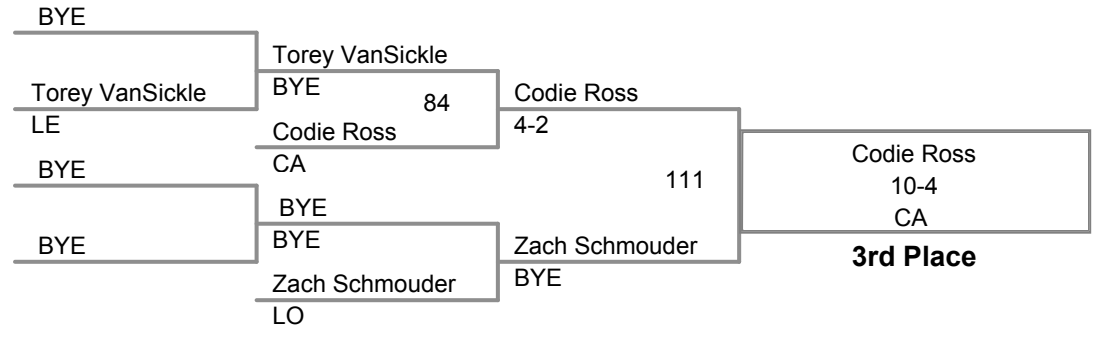 BYE
Torey VanSickle
LE
BYE
BYE
Torey VanSickle
BYE
84
Codie Ross
CA
BYE
BYE
Zach Schmouder
LO
Codie Ross
4-2
111
Zach Schmouder
BYE
Codie Ross
10-4
CA
3rd Place